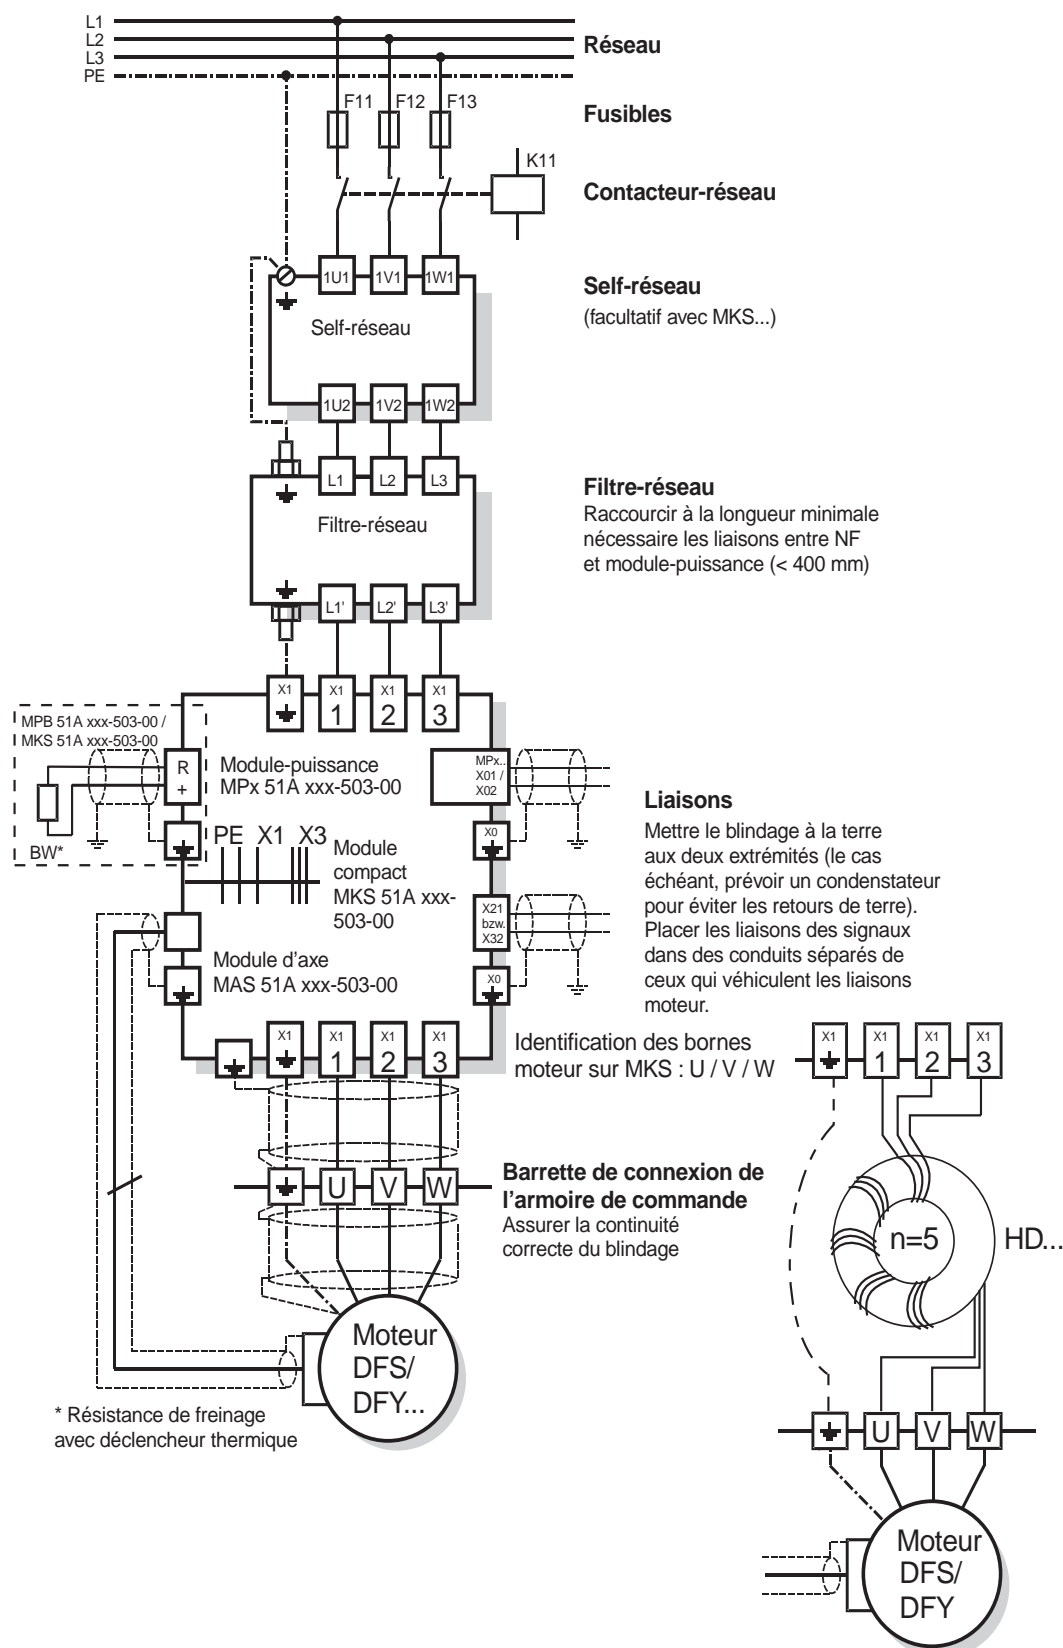 L1
L2
L3
PE
Réseau
F11
F12
F13
Fusibles
K11
Contacteur-réseau
1U1
1V1
1W1
Self-réseau
(facultatif avec MKS...)
Self-réseau
1U2
1V2
1W2
L1
L2
L3
Filtre-réseau
Filtre-réseau
Raccourcir à la longueur minimale
nécessaire les liaisons entre NF
et module-puissance (< 400 mm)
L1'
L2'
L3'
X1
X1
1
X1
2
X1
3
MPB 51A xxx-503-00 /
MKS 51A xxx-503-00
R
+
BW*
Module-puissance
MPx 51A xxx-503-00
MPx..
X01 /
X02
X0
PE X1 X3
Module
compact
MKS 51A xxx-
503-00
X21
bzw.
X32
X0
Module d'axe
MAS 51A xxx-503-00
Liaisons
Mettre le blindage à la terre
aux deux extrémités (le cas
échéant, prévoir un condenstateur
pour éviter les retours de terre).
Placer les liaisons des signaux
dans des conduits séparés de
ceux qui véhiculent les liaisons
moteur.
X1
X1
1
X1
2
X1
3
Identification des bornes
moteur sur MKS : U / V / W
X1
X1
1
X1
2
X1
3
U
V
W
Barrette de connexion de
l'armoire de commande
Assurer la continuité
correcte du blindage
n=5
HD...
Moteur
DFS/
DFY...
* Résistance de freinage
avec déclencheur thermique
U
V
W
Moteur
DFS/
DFY